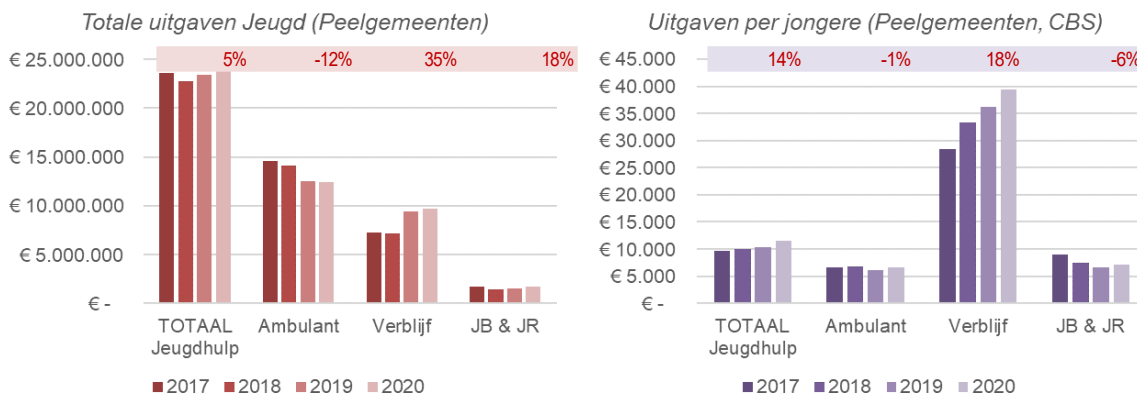 Totale uitgaven Jeugd (Peelgemeenten)
5% -12% 35% 18%
€ 25.000.000
€ 20.000.000
€ 15.000.000
€ 10.000.000
€ 5.000.000
€ -
TOTAAL Jeugdhulp
Ambulant
Verblijf
JB & JR
2017 2018 2019 2020
Uitgaven per jongere (Peelgemeenten, CBS)
14% -1% 18% -6%
€ 45.000
€ 40.000
€ 35.000
€ 30.000
€ 25.000
€ 20.000
€ 15.000
€ 10.000
€ 5.000
€ -
TOTAAL Jeugdhulp
Ambulant
Verblijf
JB & JR
2017 2018 2019 2020